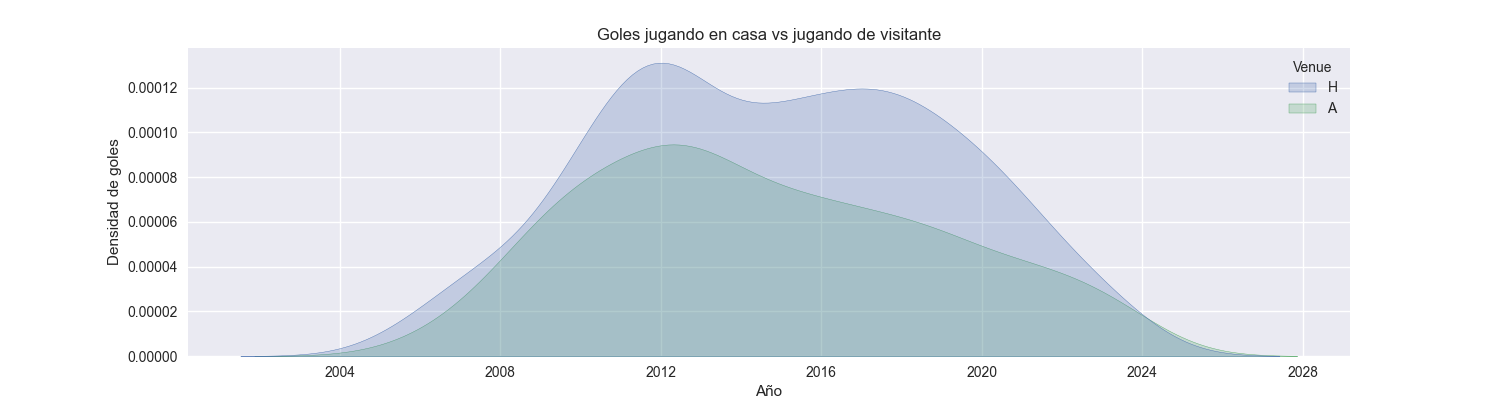 Goles jugando en casa vs jugando de visitante
Venue
H
A
Densidad de goles
0.00012
0.00010
0.00008
0.00006
0.00004
0.00002
0.00000
2004 2008 2012 2016 2020 2024 2028
Año